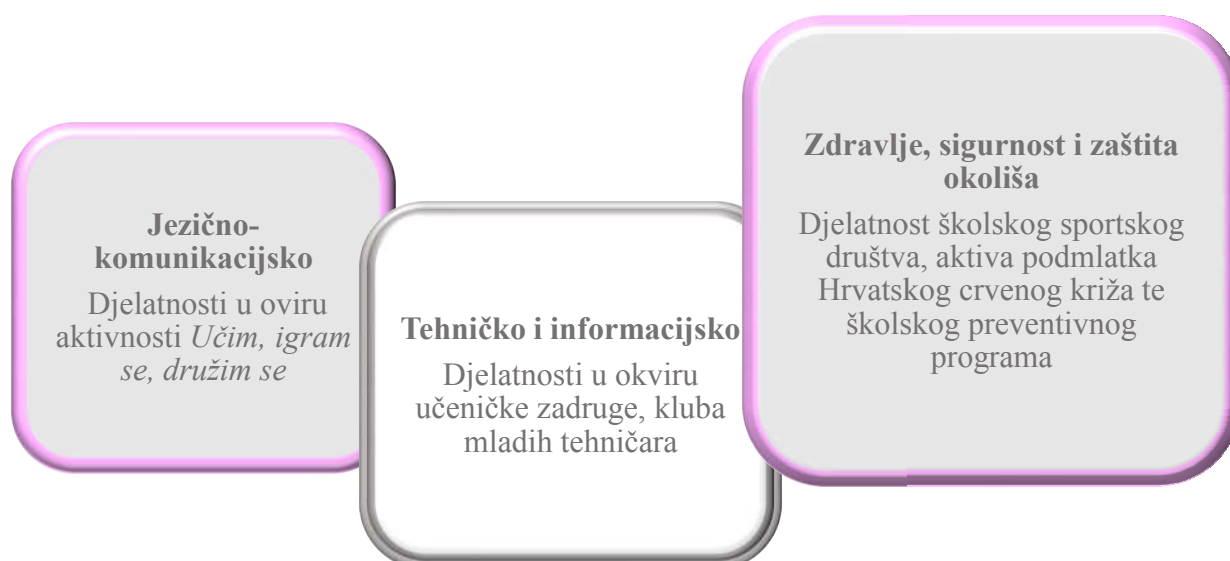 Jezično-
komunikacijsko
Djelatnosti u oviru
aktivnosti Učim, igram
se, družim se
Tehničko i informacijsko
Djelatnosti u okviru
učeničke zadruge, kluba
mladih tehničara
Zdravlje, sigurnost i zaštita
okoliša
Djelatnost školskog sportskog
društva, aktiva podmlatka
Hrvatskog crvenog križa te
školskog preventivnog
programa